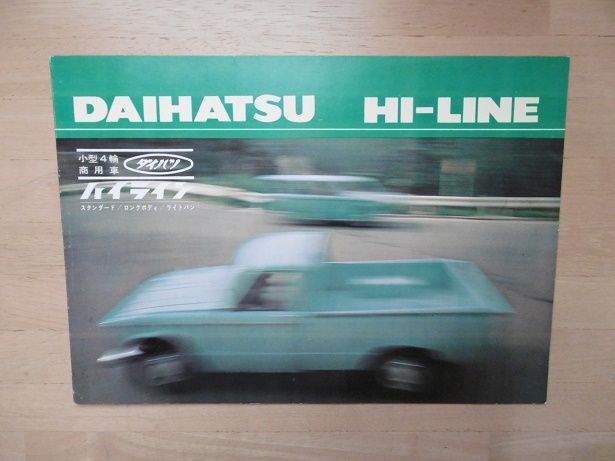 DAIHATSU HI-LINE
小型4輪
商用車
ダイハツ
ハイライン
スタンダード/ロングボディ/ライトバン